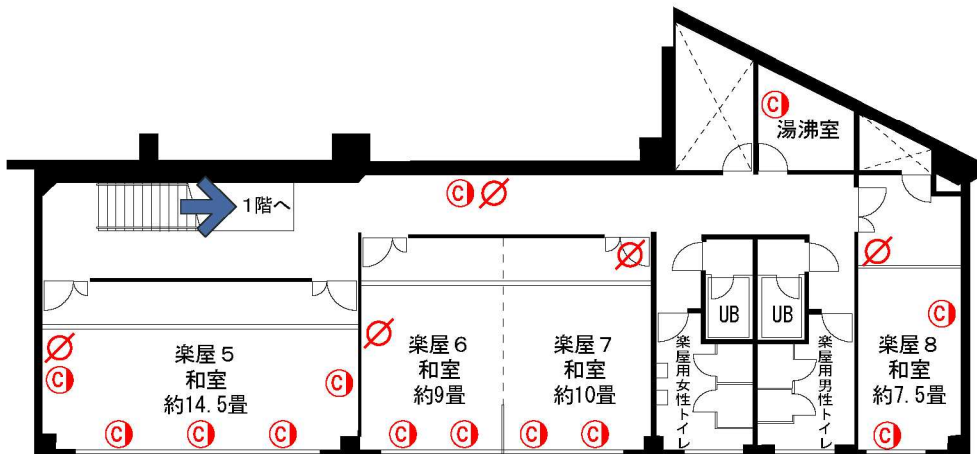 C
湯沸室
1階へ
C
楽屋5
和室
約14.5畳
C
C
C
C
C
楽屋6
和室
約9畳
C
C
楽屋7
和室
約10畳
C
C
UB
UB
楽屋用女性トイレ
楽屋用男性トイレ
C
楽屋8
和室
約7.5畳
C